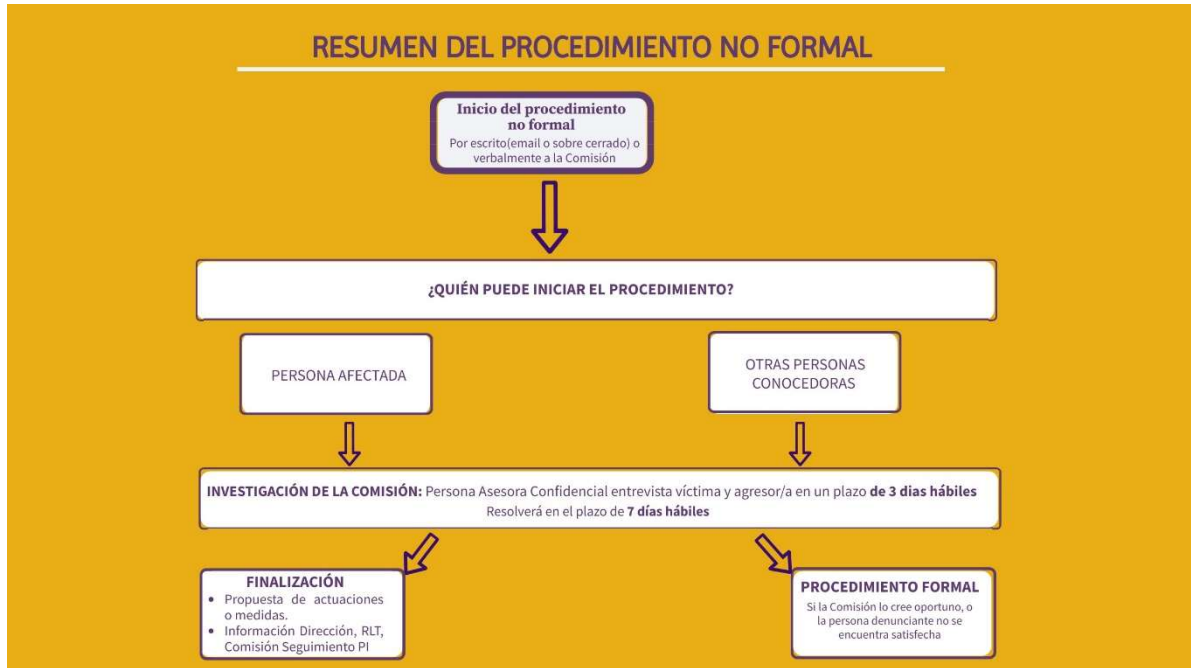 RESUMEN DEL PROCEDIMIENTO NO FORMAL
Inicio del procedimiento
no formal
Por escrito(email o sobre cerrado) o
verbalmente a la Comisión
¿QUIÉN PUEDE INICIAR EL PROCEDIMIENTO?
PERSONA AFECTADA
OTRAS PERSONAS
CONOCEDORAS
INVESTIGACIÓN DE LA COMISIÓN: Persona Asesora Confidencial entrevista víctima y agresor/a en un plazo de 3 dias hábiles
Resolverá en el plazo de 7 días hábiles
FINALIZACIÓN
• Propuesta de actuaciones
o medidas.
• Información Dirección, RLT,
Comisión Seguimiento PI
PROCEDIMIENTO FORMAL
Si la Comisión lo cree oportuno, o
la persona denunciante no se
encuentra satisfecha